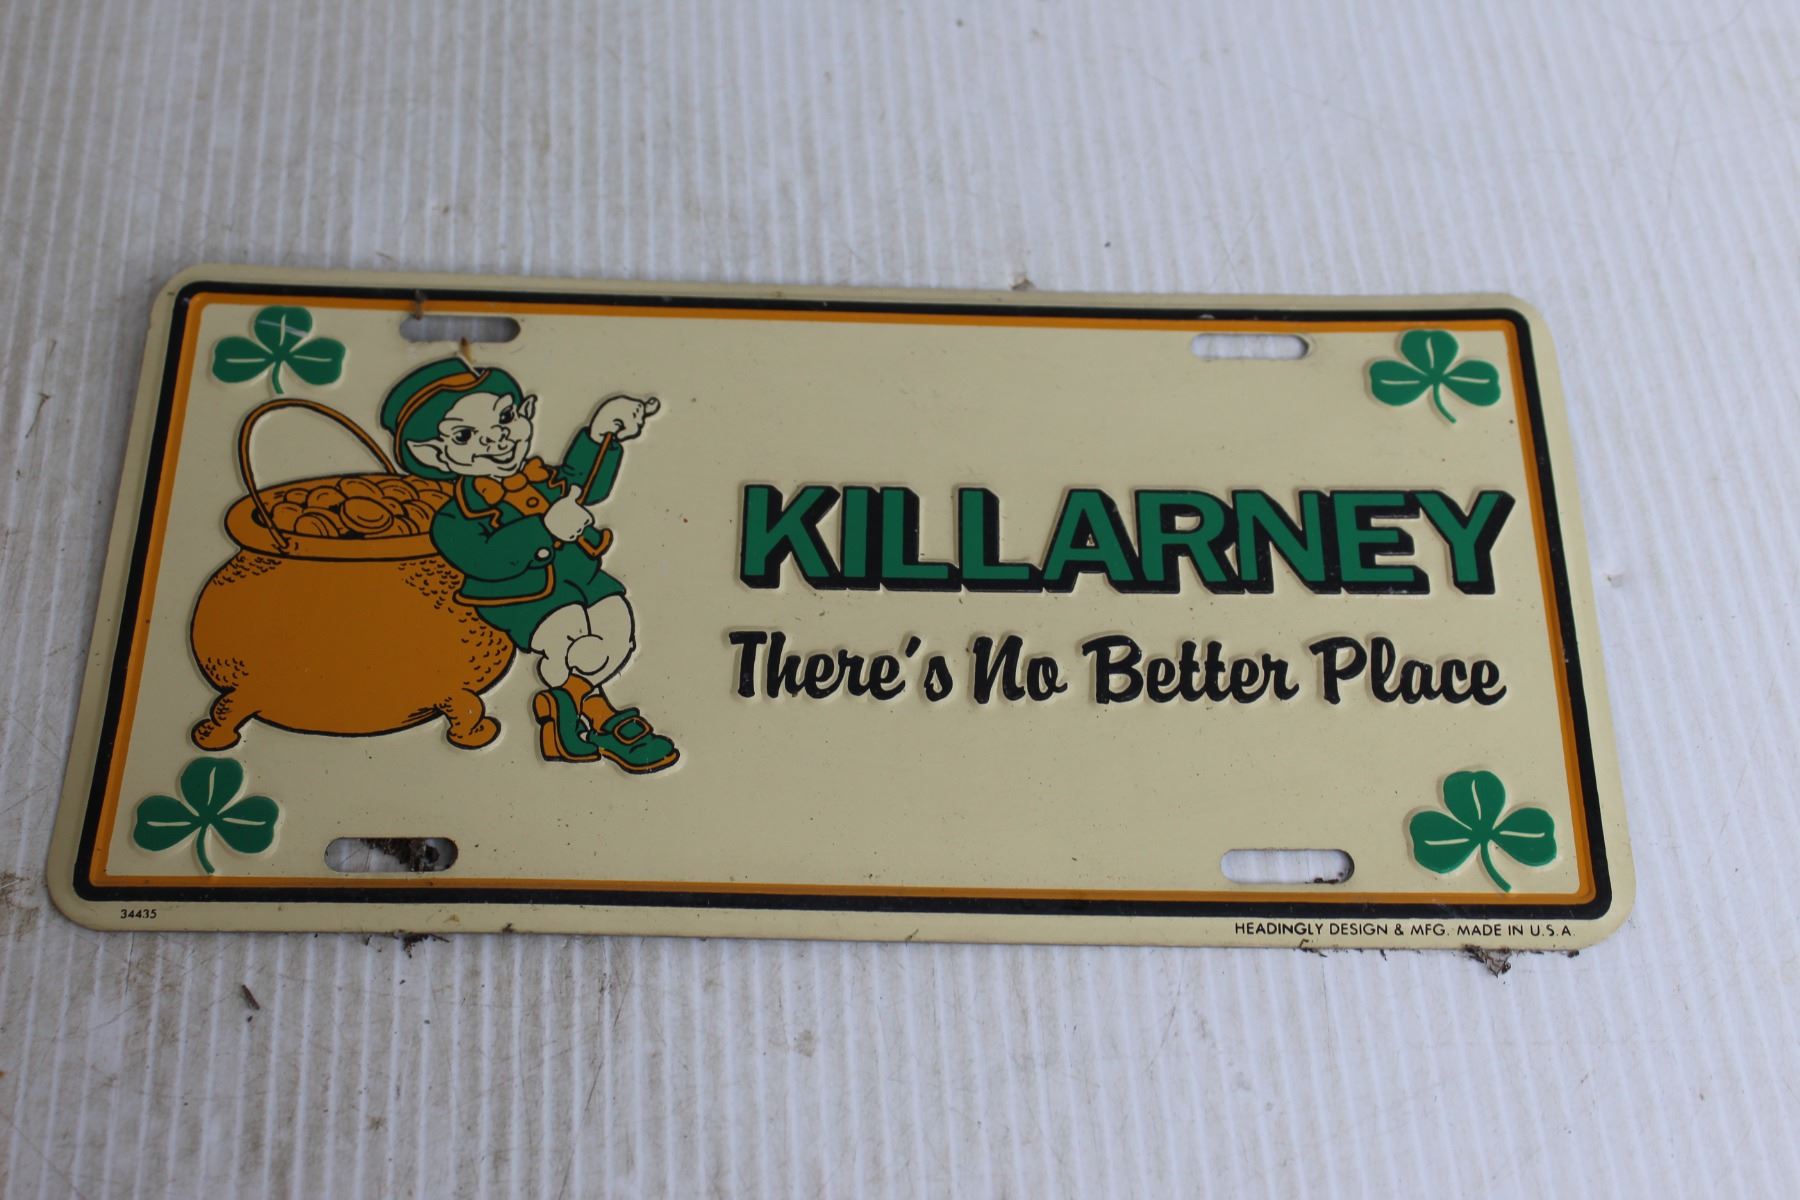 KILLARNEY
There's No Better Place
34435
HEADINGLY DESIGN & MFG. MADE IN U.S.A.